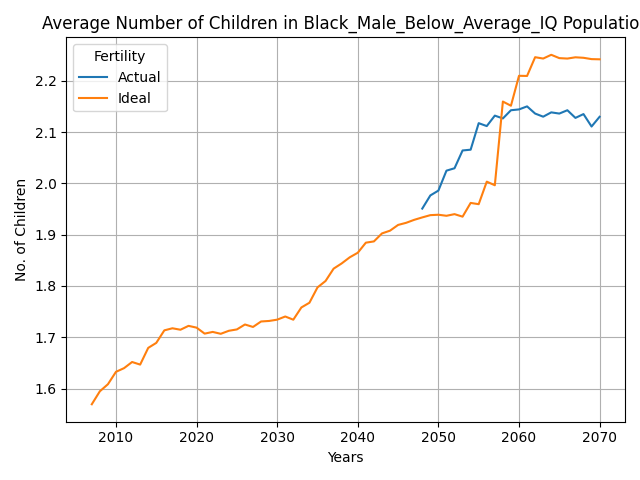 Average Number of Children in Black_Male_Below_Average_IQ Populatio
Fertility
Actual
Ideal
No. of Children
2.2
2.1
2.0
1.9
1.8
1.7
1.6
2010 2020 2030 2040 2050 2060 2070
Years